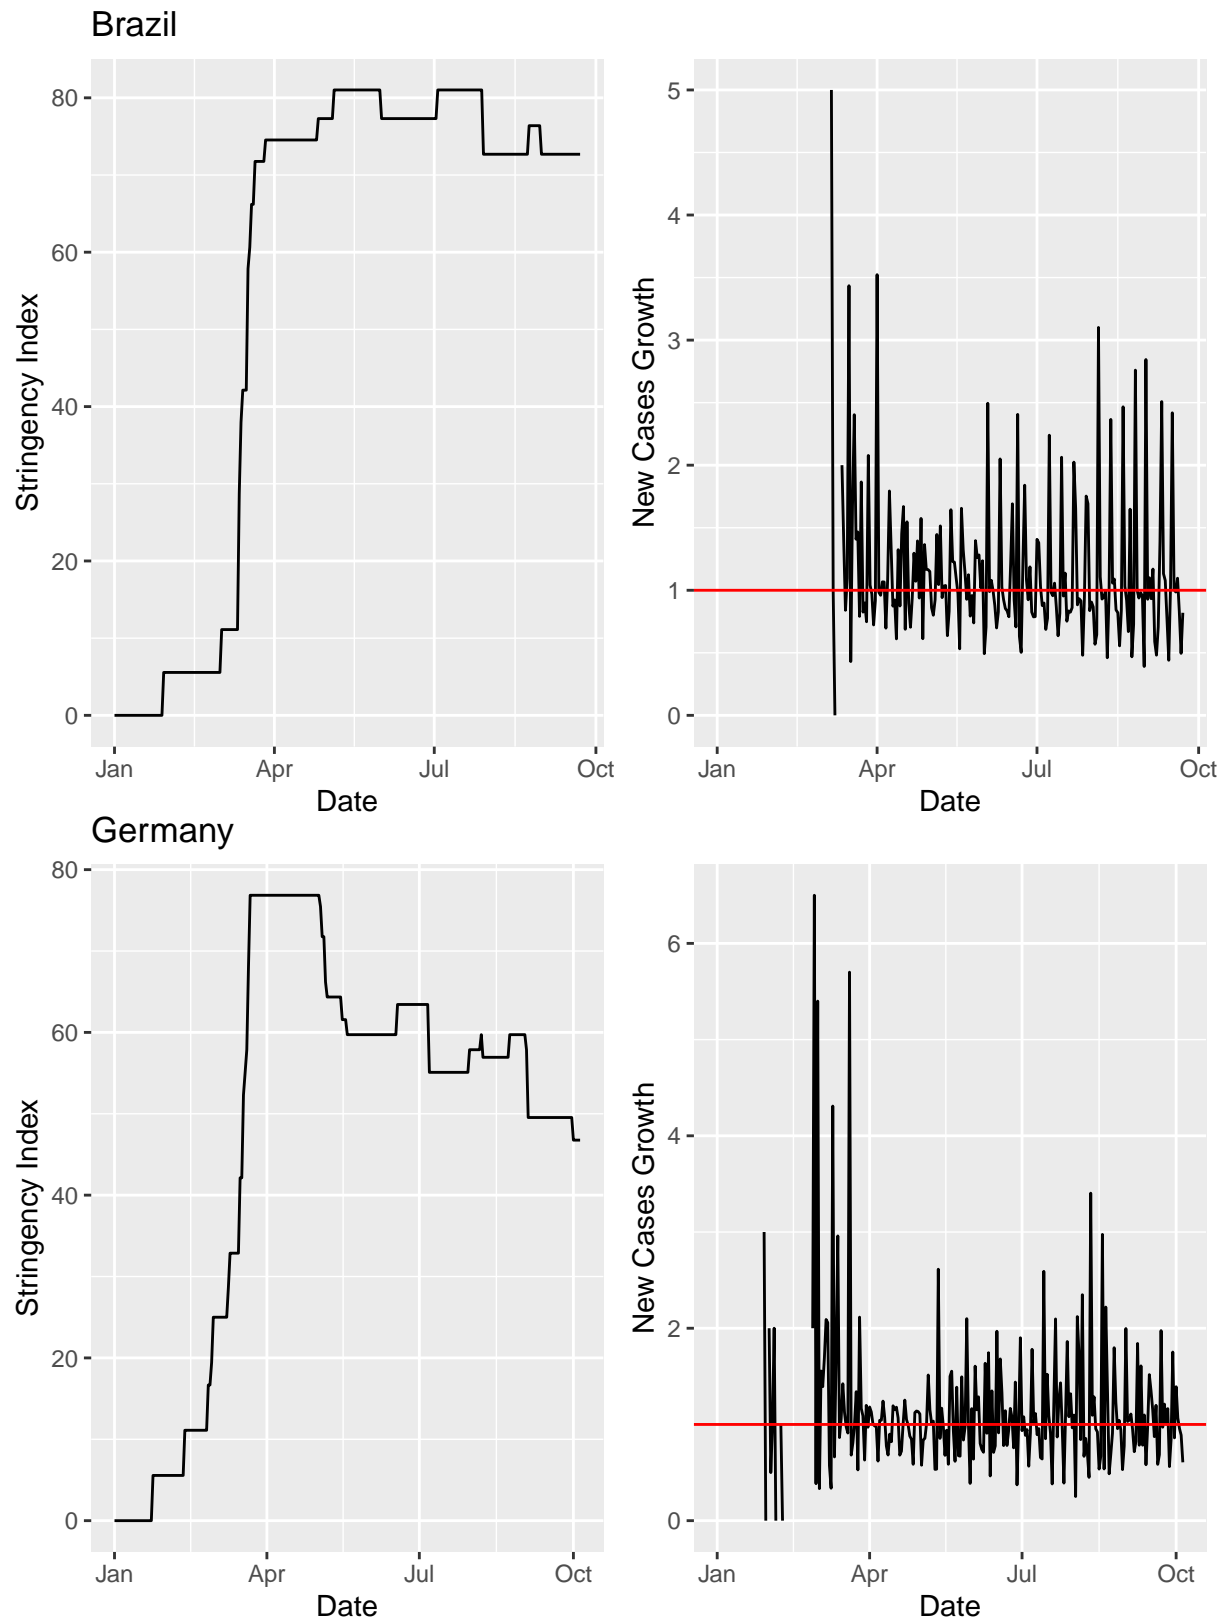 Brazil
Stringency Index
80
60
40
20
0
Jan Apr Jul Oct
Date
New Cases Growth
5
4
3
2
1
0
Jan Apr Jul Oct
Date
Germany
Stringency Index
80
60
40
20
0
Jan Apr Jul Oct
Date
New Cases Growth
6
4
2
0
Jan Apr Jul Oct
Date